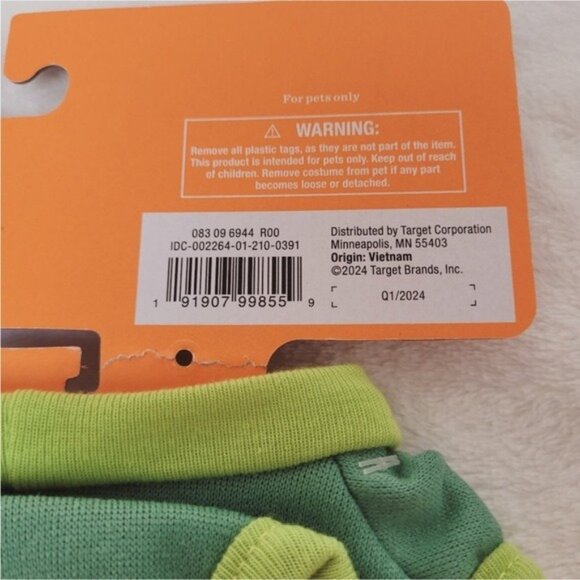 For pets only
⚠ WARNING:
Remove all plastic tags, as they are not part of the item.
This product is intended for pets only. Keep out of reach
of children. Remove costume from pet if any part
becomes loose or detached.
083 09 6944 R00
IDC-002264-01-210-0391
1 91907 99855 9
Distributed by Target Corporation
Minneapolis, MN 55403
Origin: Vietnam
©2024 Target Brands, Inc.
Q1/2024